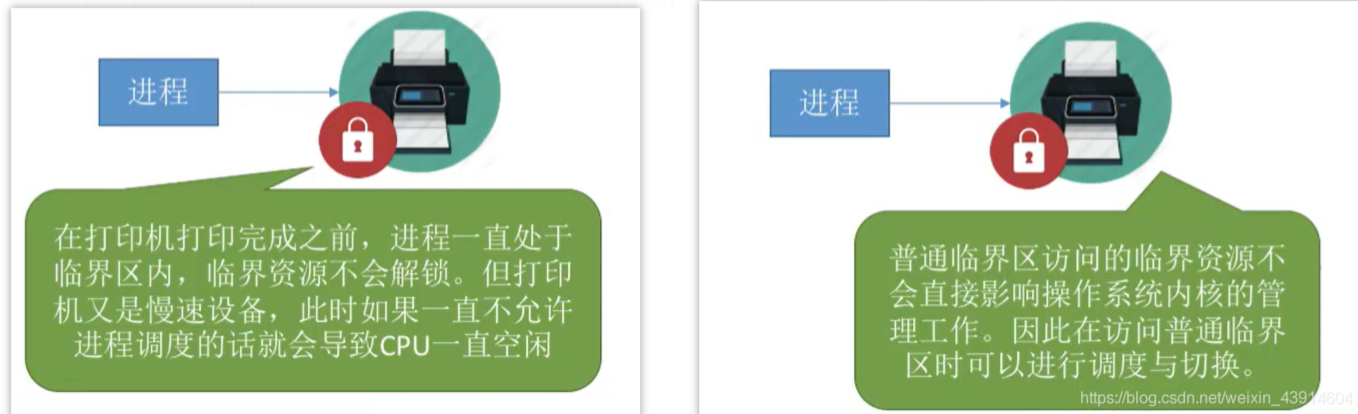 进程
在打印机打印完成之前，进程一直处于
临界区内，临界资源不会解锁。但打印
机又是慢速设备，此时如果一直不允许
进程调度的话就会导致CPU一直空闲
进程
普通临界区访问的临界资源不
会直接影响操作系统内核的管
理工作。因此在访问普通临界
区时可以进行调度与切换。
https://blog.csdn.net/weixin_43914604